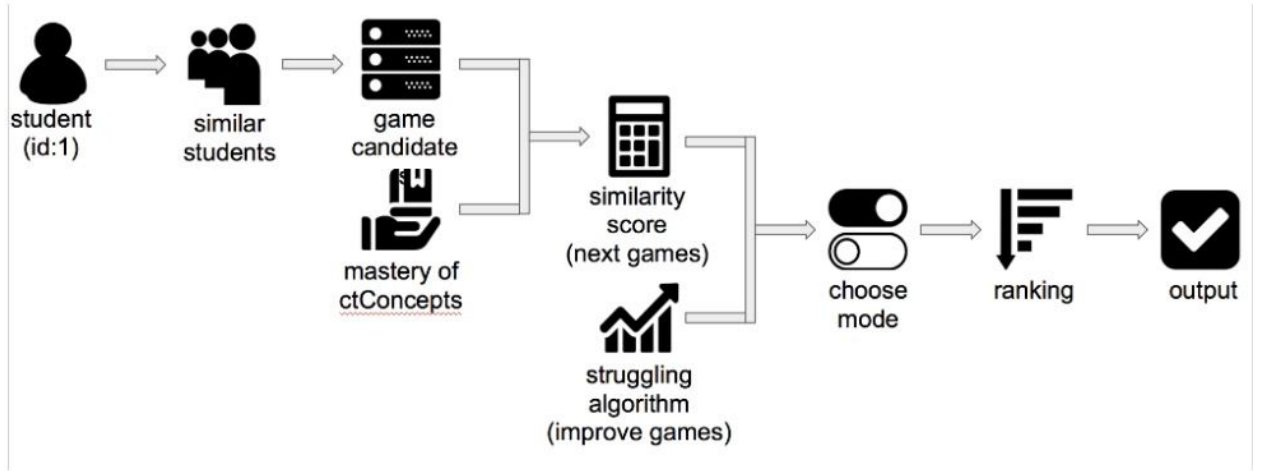 student
(id:1)
similar
students
game
candidate
mastery of
ctConcepts
similarity
score
(next games)
struggling
algorithm
(improve games)
choose
mode
ranking
output